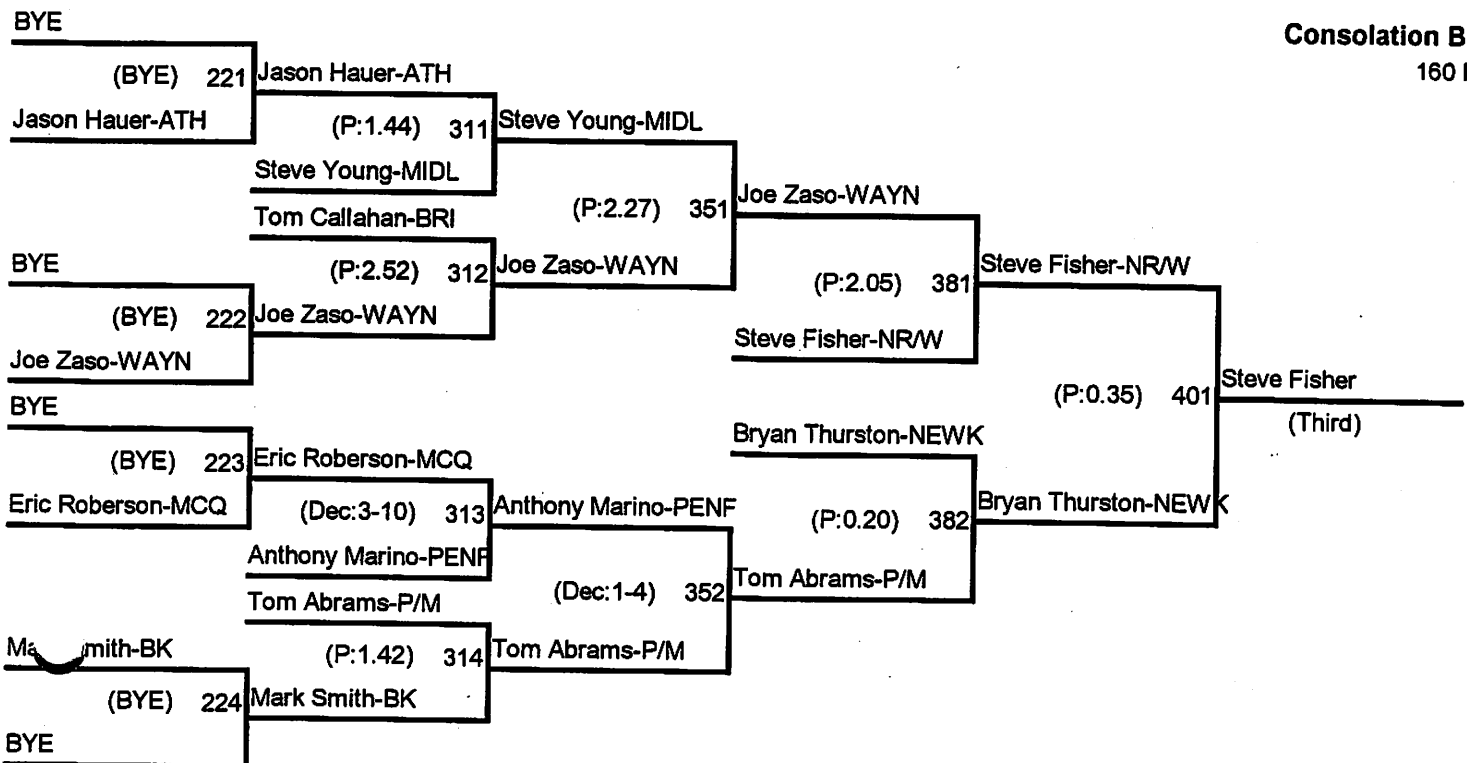 BYE
Consolation B
160
(BYE) 221 Jason Hauer-ATH
Jason Hauer-ATH
(P:1.44) 311 Steve Young-MIDL
Steve Young-MIDL
(P:2.27) 351 Joe Zaso-WAYN
Tom Callahan-BRI
BYE
(P:2.52) 312 Joe Zaso-WAYN
(P:2.05) 381 Steve Fisher-NR/W
(BYE) 222 Joe Zaso-WAYN
Steve Fisher-NR/W
Joe Zaso-WAYN
(P:0.35) 401 Steve Fisher
(Third)
BYE
Bryan Thurston-NEWK
(BYE) 223 Eric Roberson-MCQ
Eric Roberson-MCQ
(Dec:3-10) 313 Anthony Marino-PENF
(P:0.20) 382 Bryan Thurston-NEWK
Anthony Marino-PENF
(Dec:1-4) 352 Tom Abrams-P/M
Tom Abrams-P/M
Ma mith-BK
(P:1.42) 314 Tom Abrams-P/M
(BYE) 224 Mark Smith-BK
BYE